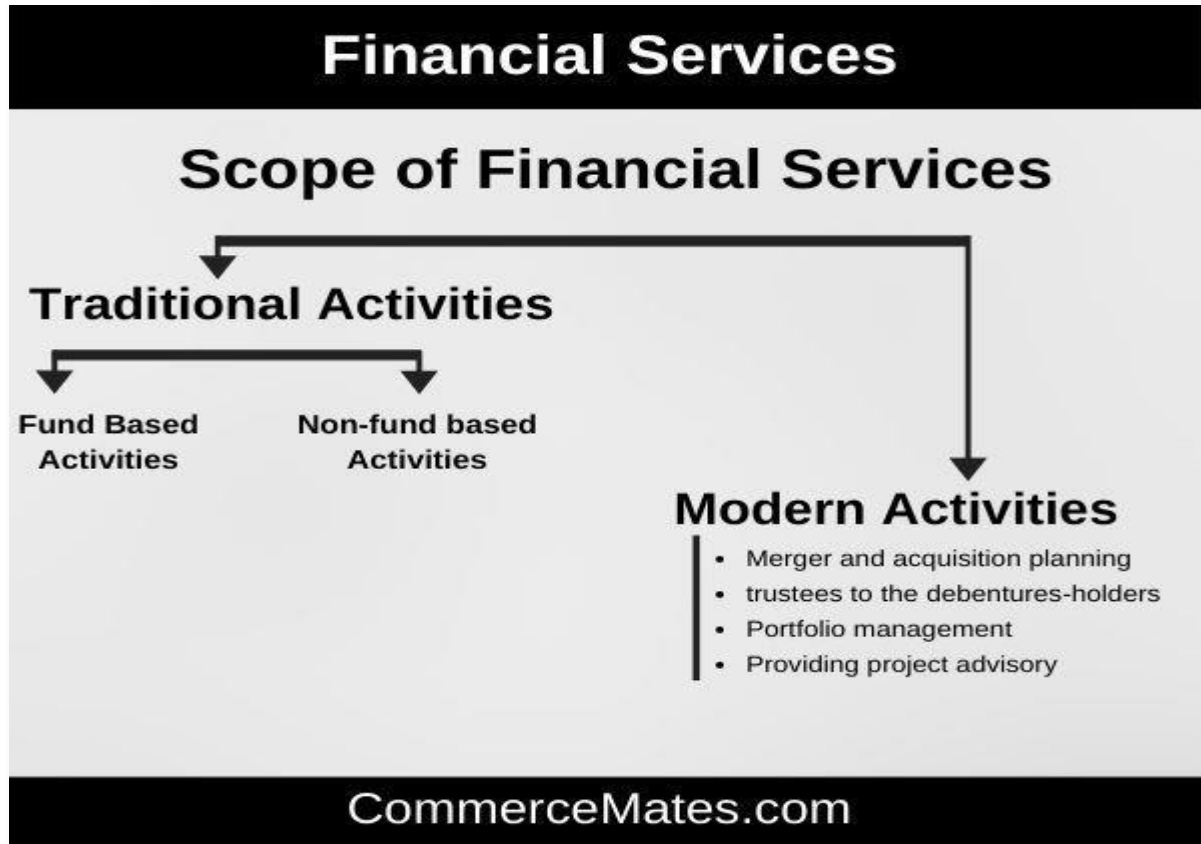 Financial Services
Scope of Financial Services
Traditional Activities
Fund Based
Activities
Non-fund based
Activities
Modern Activities
• Merger and acquisition planning
• trustees to the debentures-holders
• Portfolio management
• Providing project advisory
CommerceMates.com